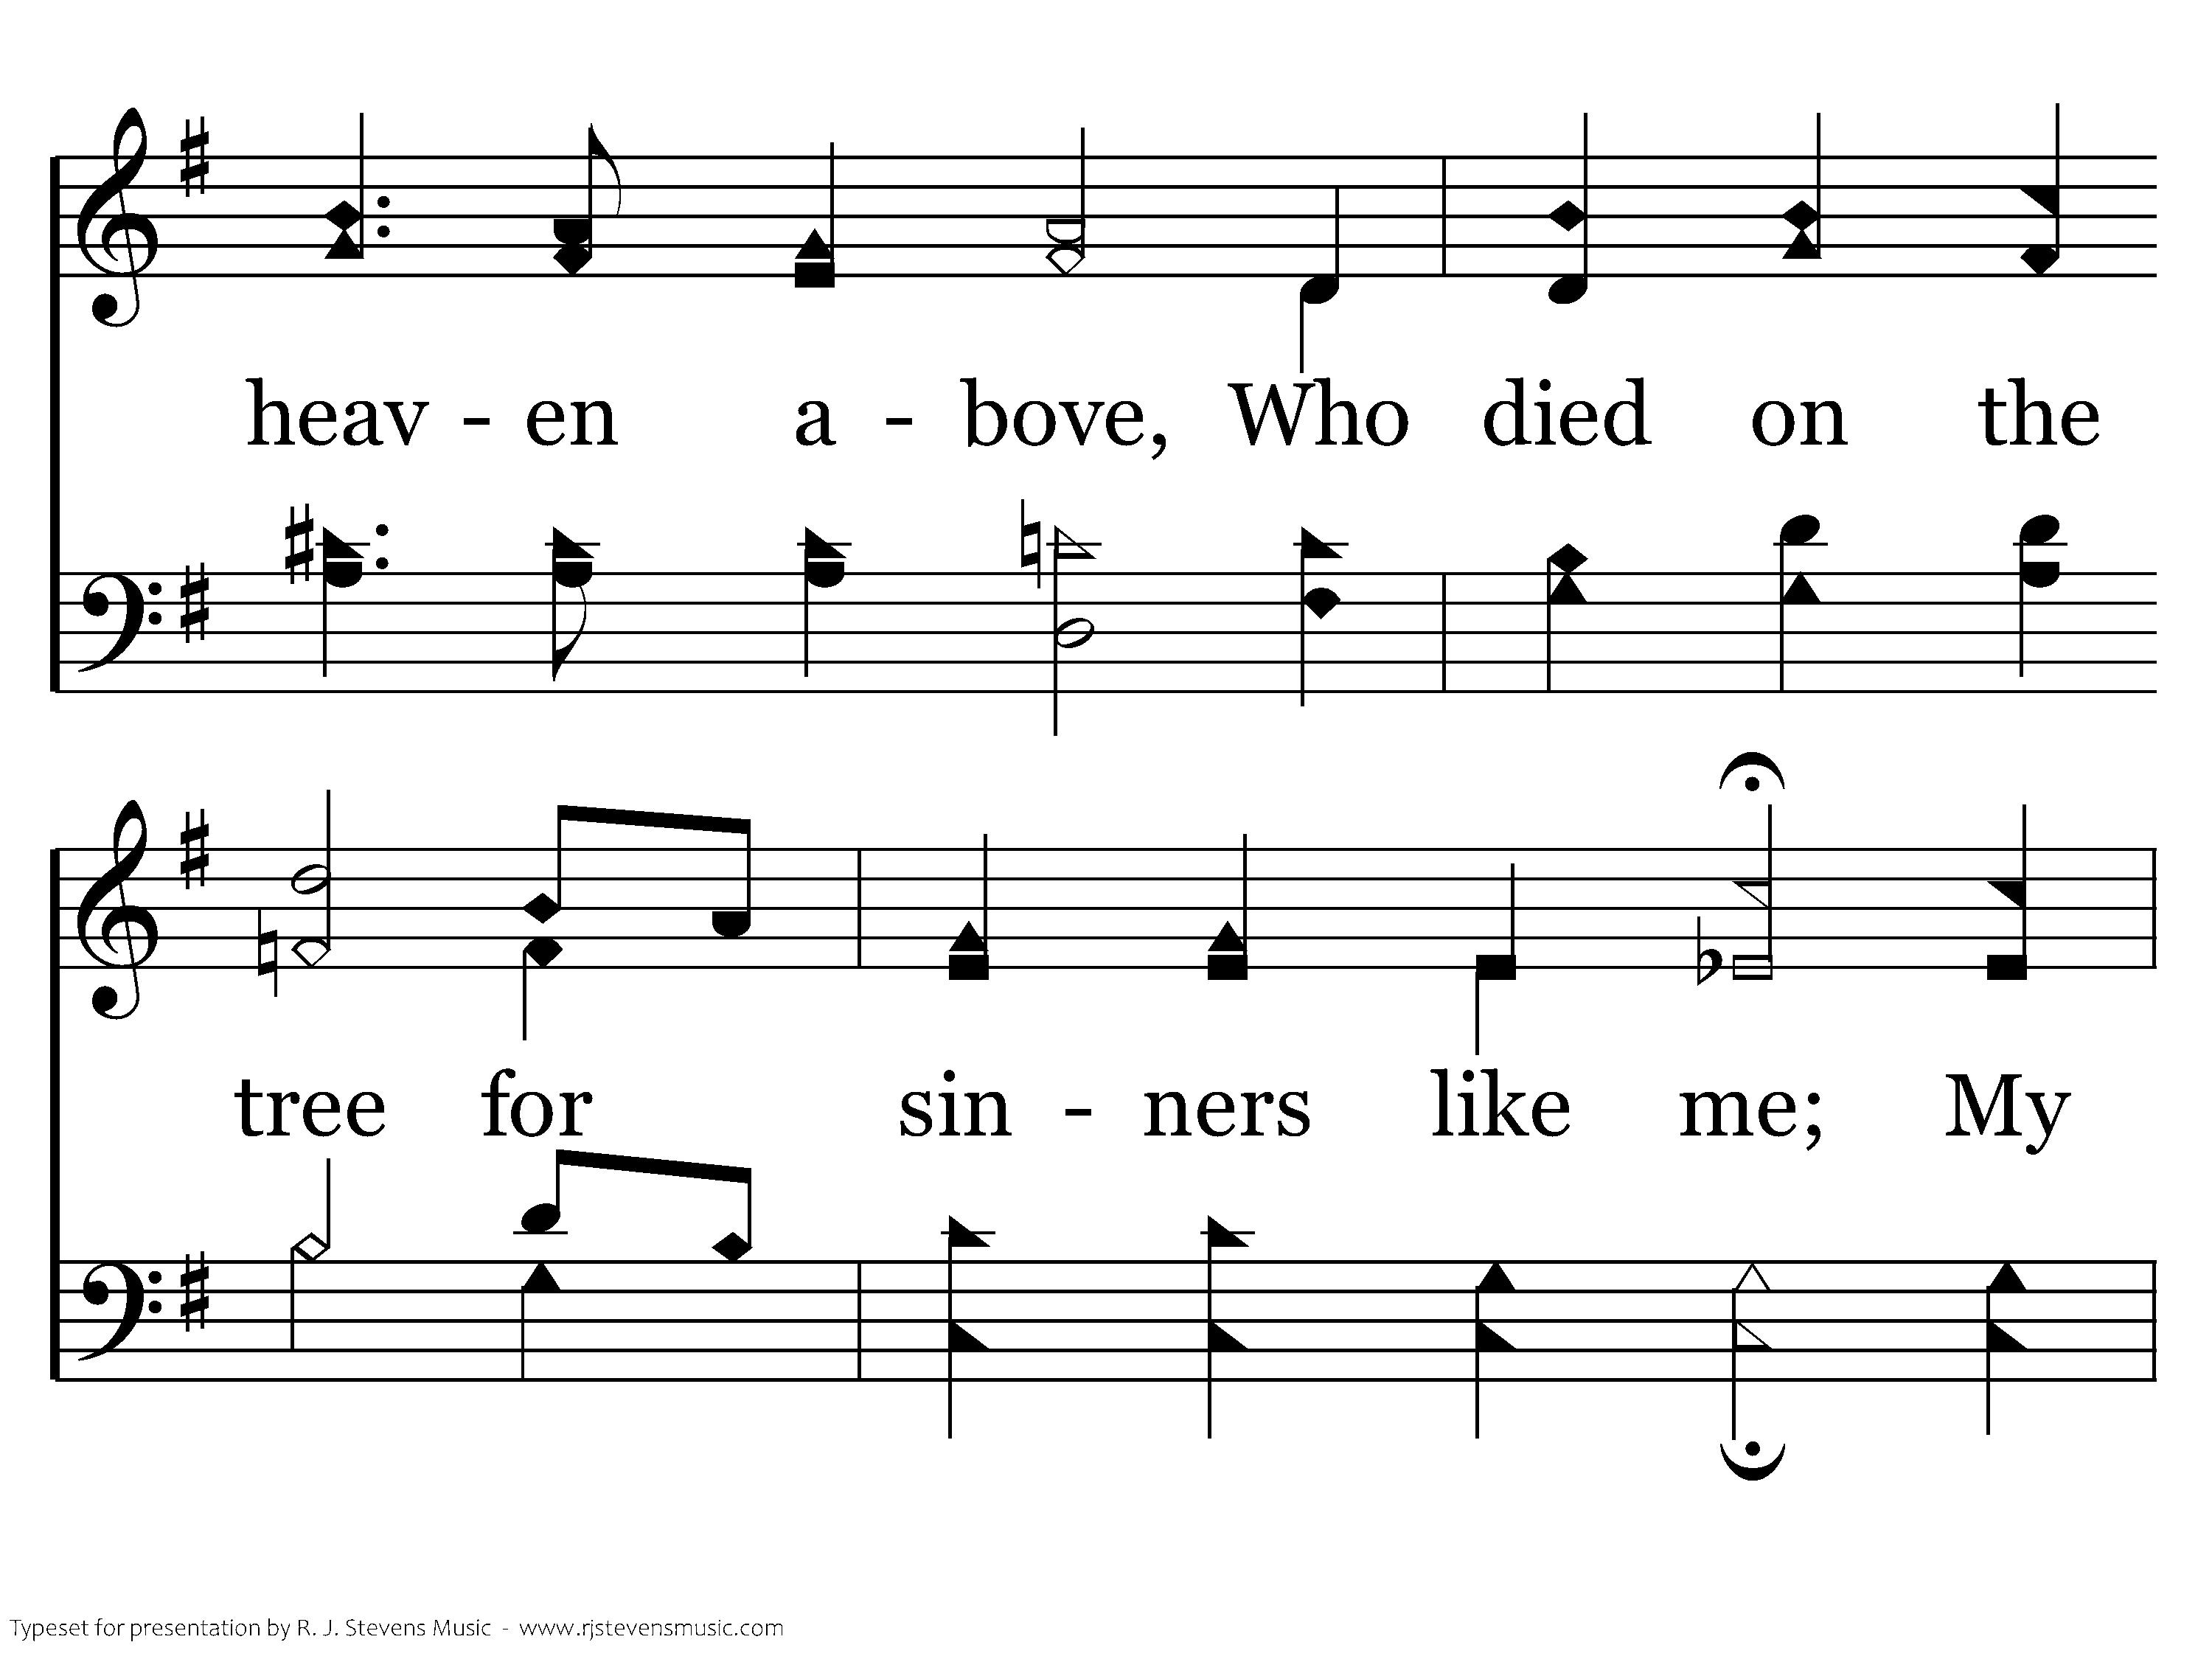 heav - en a - bove, Who died on the
tree for sin - ners like me; My
Typeset for presentation by R. J. Stevens Music - www.rjstevensmusic.com